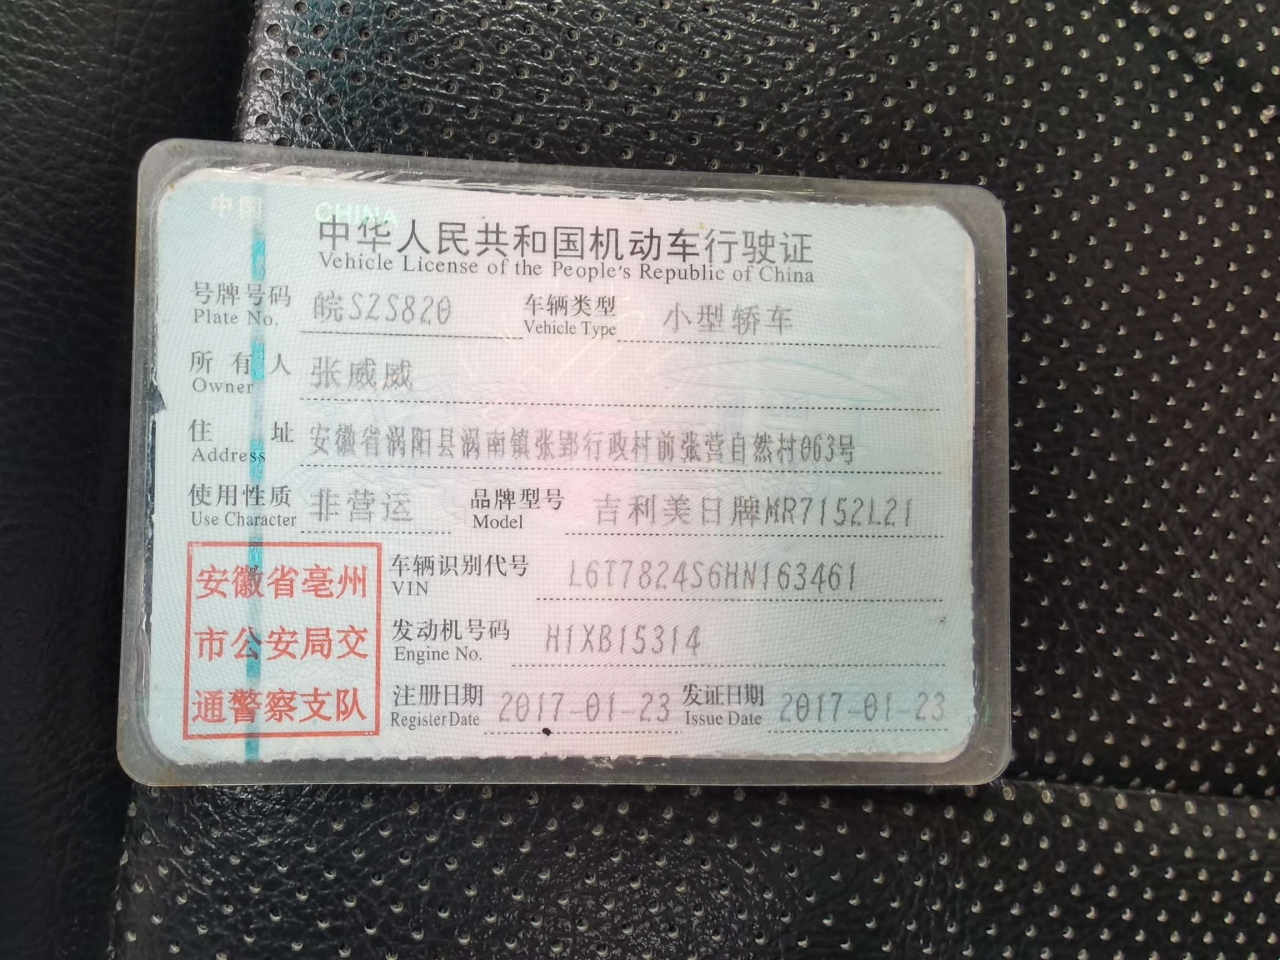 中国 CHINA
中华人民共和国机动车行驶证
Vehicle License of the People's Republic of China
号牌号码 皖SZS820 车辆类型 小型轿车
Plate No. Vehicle Type
所有人 张威威
Owner
住址 安徽省涡阳县涡南镇张郢行政村前张营自然村063号
Address
使用性质 非营运 品牌型号 吉利美日牌MR7152L21
Use Character Model
安徽省亳州
市公安局交
通警察支队
车辆识别代号 L6T7824S6HN163461
VIN
发动机号码 H1XB15314
Engine No.
注册日期 2017-01-23 发证日期 2017-01-23
Register Date Issue Date